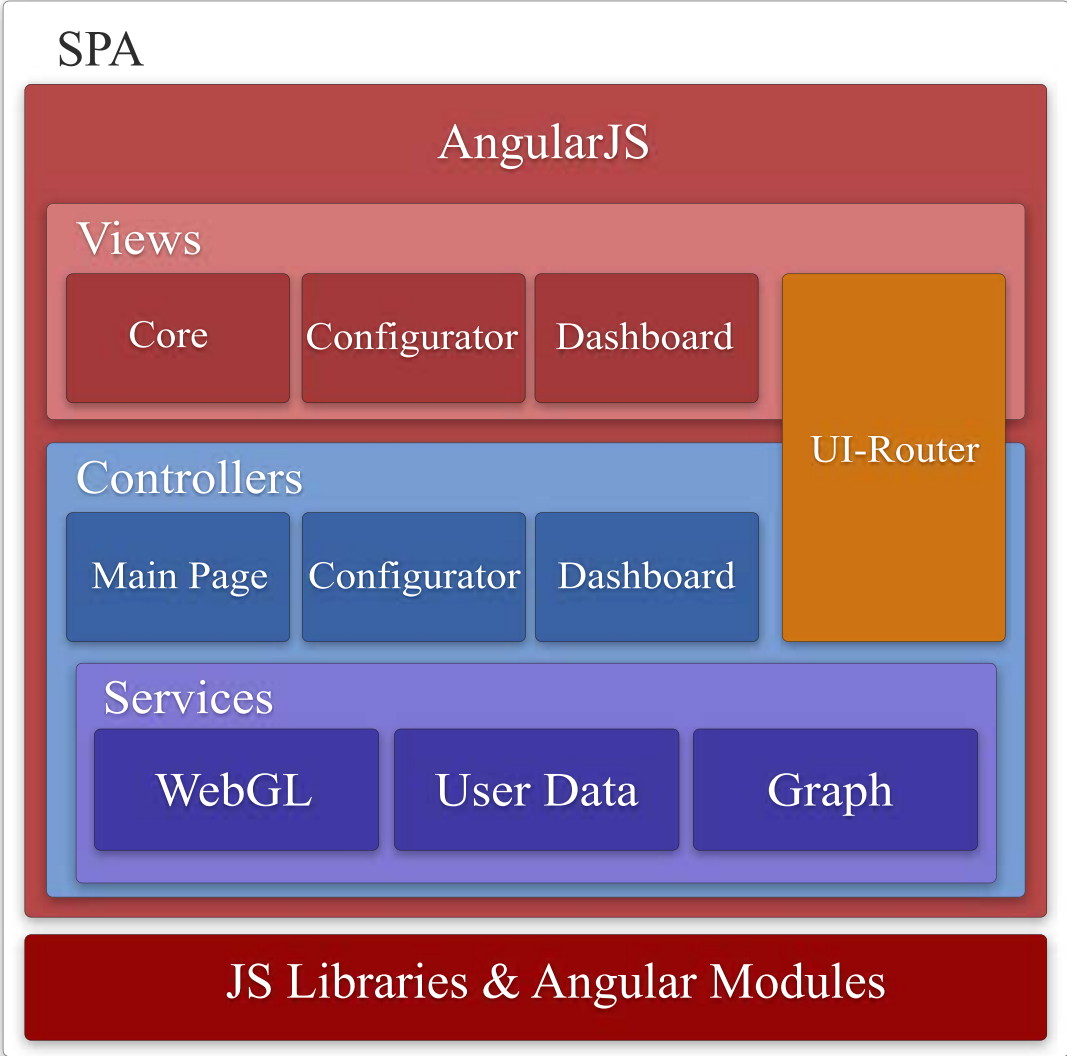 SPA
AngularJS
Views
Core
Configurator
Dashboard
UI-Router
Controllers
Main Page
Configurator
Dashboard
Services
WebGL
User Data
Graph
JS Libraries & Angular Modules